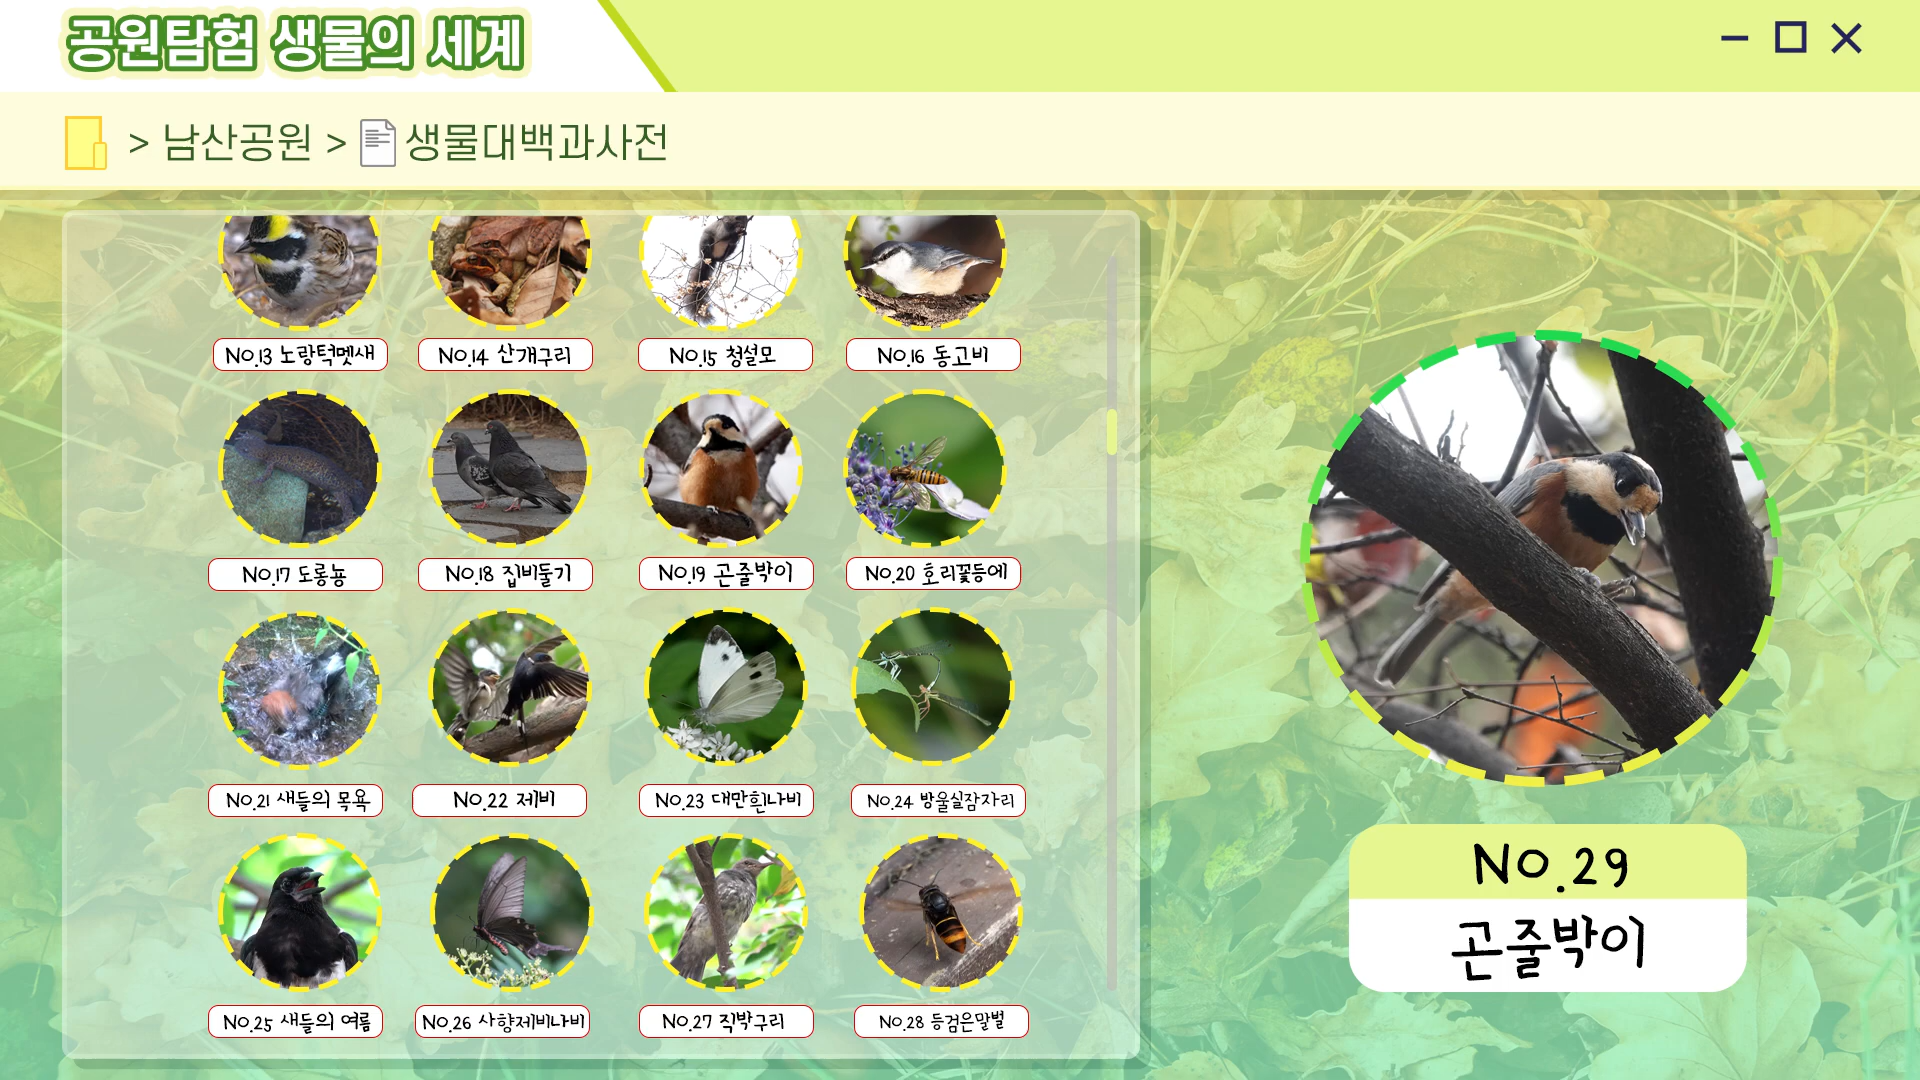 공원탐험 생물의 세계
> 남산공원 > 생물대백과사전
NO.13 노랑턱멧새
NO.14 산개구리
NO.15 청설모
NO.16 동고비
NO.17 도롱뇽
NO.18 집비둘기
NO.19 곤줄박이
NO.20 호리꽃등에
NO.21 새들의 목욕
NO.22 제비
NO.23 대만흰나비
NO.24 방울실잠자리
NO.25 새들의 여름
NO.26 사향제비나비
NO.27 직박구리
NO.28 등검은말벌
NO.29
곤줄박이